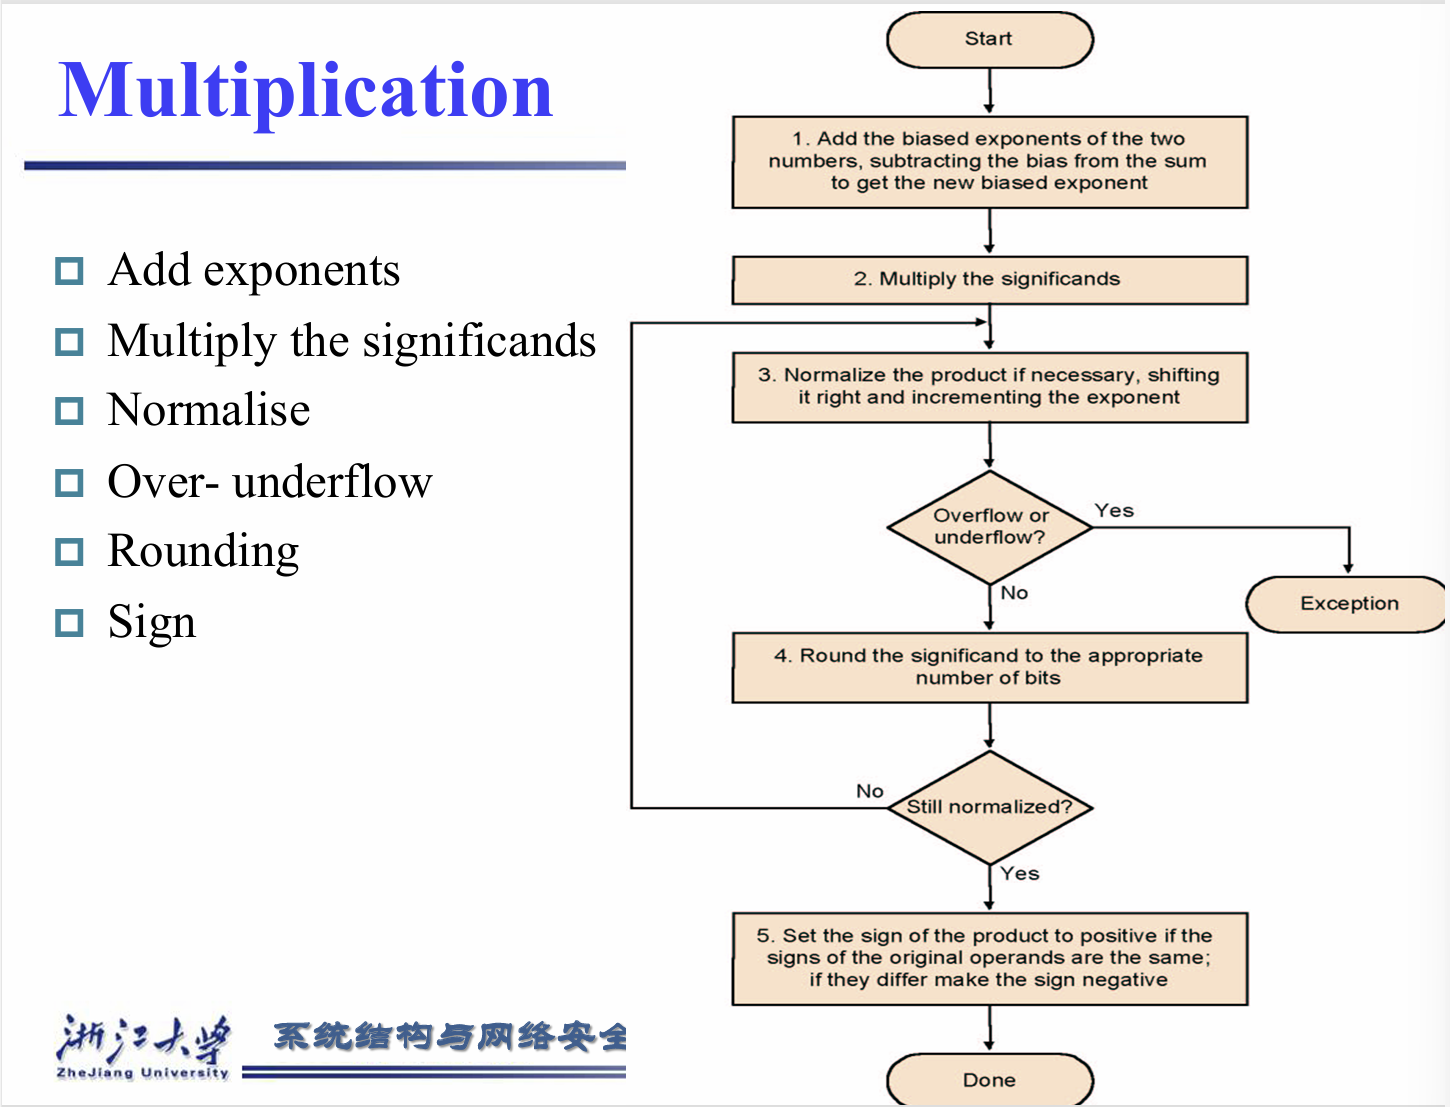 Multiplication
Add exponents
Multiply the significands
Normalise
Over- underflow
Rounding
Sign
Start
1. Add the biased exponents of the two
numbers, subtracting the bias from the sum
to get the new biased exponent
2. Multiply the significands
3. Normalize the product if necessary, shifting
it right and incrementing the exponent
Overflow or
underflow?
Yes
No
Exception
4. Round the significand to the appropriate
number of bits
Still normalized?
No
Yes
5. Set the sign of the product to positive if the
signs of the original operands are the same;
if they differ make the sign negative
Done
浙江大学
ZheJiang University
系统结构与网络安全